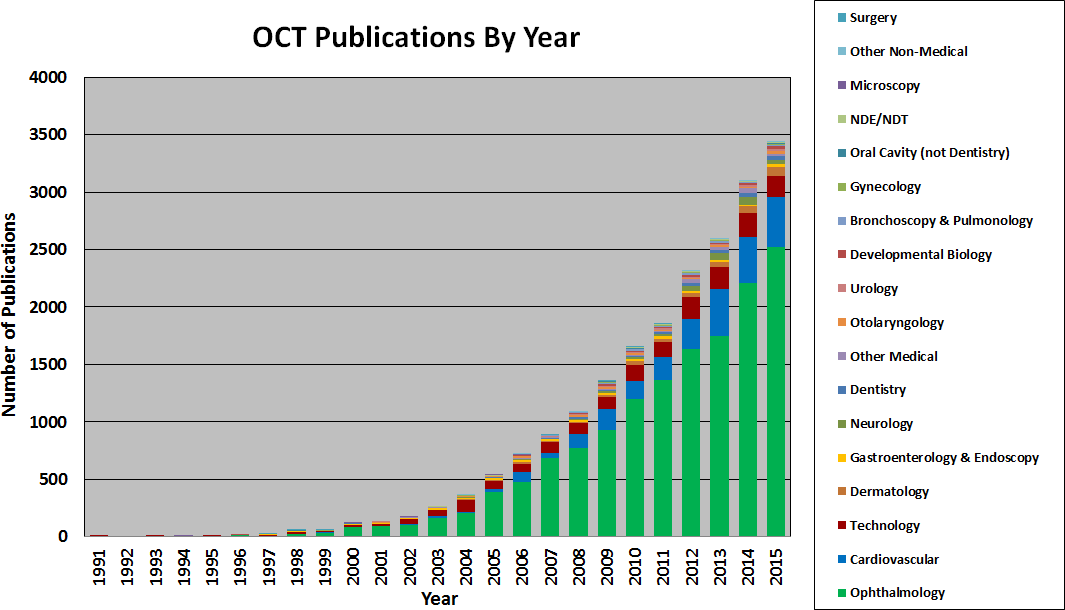 OCT Publications By Year
Number of Publications
4000
3500
3000
2500
2000
1500
1000
500
0
1991
1992
1993
1994
1995
1996
1997
1998
1999
2000
2001
2002
2003
2004
2005
2006
2007
2008
2009
2010
2011
2012
2013
2014
2015
Year
Surgery
Other Non-Medical
Microscopy
NDE/NDT
Oral Cavity (not Dentistry)
Gynecology
Bronchoscopy & Pulmonology
Developmental Biology
Urology
Otolaryngology
Other Medical
Dentistry
Neurology
Gastroenterology & Endoscopy
Dermatology
Technology
Cardiovascular
Ophthalmology